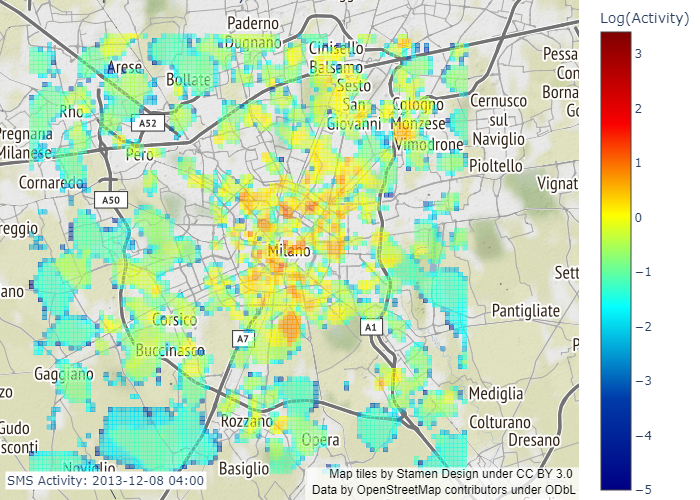 Log(Activity)
3
2
1
0
−1
−2
−3
−4
−5
Paderno
Dugnano
Cinisello
Balsamo
Arese
Bollate
Sesto
San
Giovanni
Cologno
Monzese
Vimodrone
Cernusco
sul
Naviglio
Pessa
Con
Borna
Go
Rho
A52
Pregnana
Milanese
Pero
Pioltello
Cornaredo
A50
Vignat
reggio
Milano
Sett
ano
Pantigliate
Corsico
A7
A1
Buccinasco
P
Gaggiano
zo
Mediglia
Rozzano
Colturano
Gudo
sconti
Opera
Dresano
Noviglio
Basiglio
SMS Activity: 2013-12-08 04:00
Map tiles by Stamen Design under CC BY 3.0
Data by OpenStreetMap contributors under ODbL